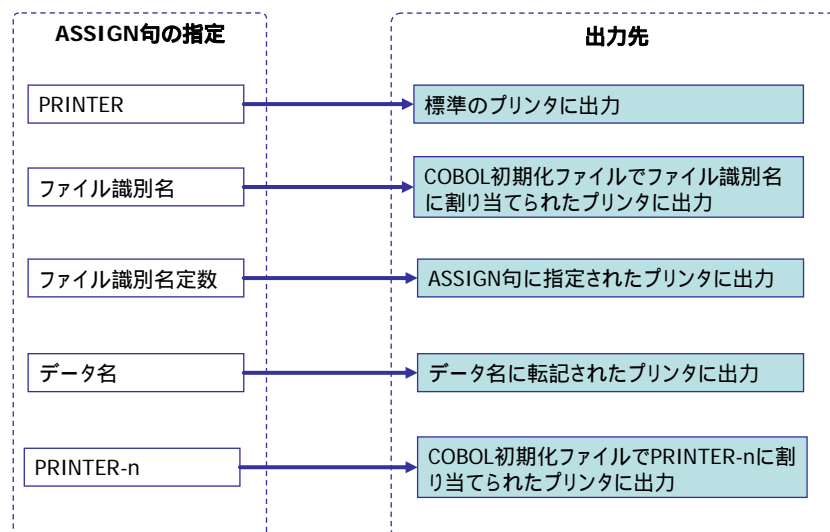 ASSIGN句の指定
出力先
PRINTER
標準のプリンタに出力
ファイル識別名
COBOL初期化ファイルでファイル識別名
に割り当てられたプリンタに出力
ファイル識別名定数
ASSIGN句に指定されたプリンタに出力
データ名
データ名に転記されたプリンタに出力
PRINTER-n
COBOL初期化ファイルでPRINTER-nに割
り当てられたプリンタに出力